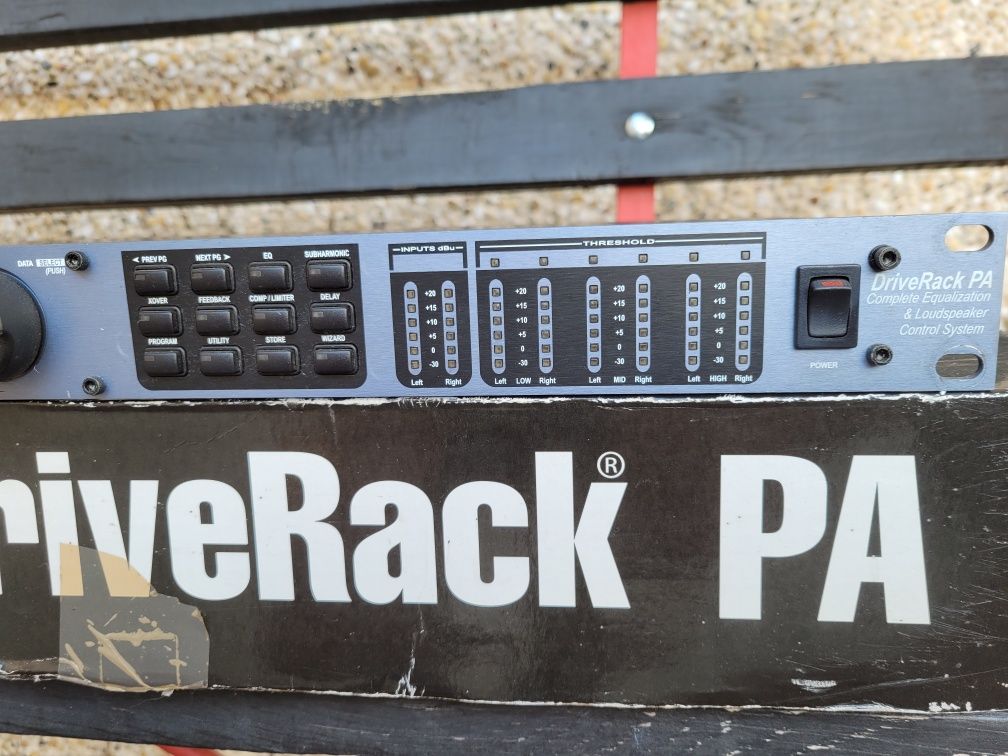 DATA SELECT
(PUSH)
◄ PREV PG NEXT PG ► EQ SUBHARMONIC
XOVER FEEDBACK COMP / LIMITER DELAY
PROGRAM UTILITY STORE WIZARD
INPUTS dBu
+20
+15
+10
+5
0
-30
Left Right
THRESHOLD
+20 +20 +20
+15 +15 +15
+10 +10 +10
+5 +5 +5
0 0 0
-30 -30 -30
Left LOW Right Left MID Right Left HIGH Right
POWER
DriveRack PA
Complete Equalization
& Loudspeaker
Control System
riveRack® PA